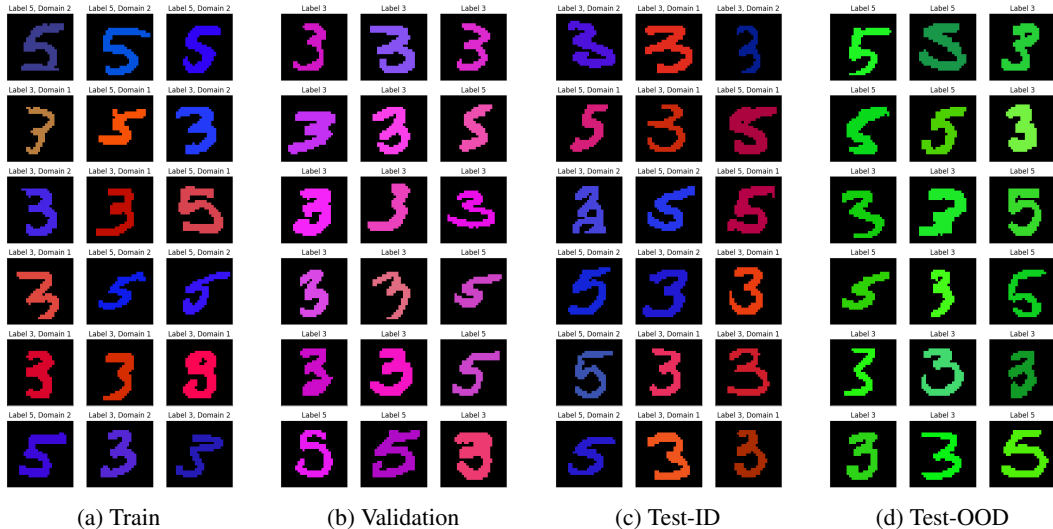 Label 5, Domain 2 Label 5, Domain 2 Label 5, Domain 2 Label 3 Label 3 Label 3 Label 3, Domain 2 Label 3, Domain 1 Label 3, Domain 2 Label 5 Label 5 Label 3
Label 3, Domain 1 Label 5, Domain 1 Label 3, Domain 2 Label 3 Label 3 Label 5 Label 5, Domain 1 Label 3, Domain 1 Label 5, Domain 1 Label 5 Label 5 Label 3
Label 3, Domain 2 Label 3, Domain 1 Label 5, Domain 1 Label 3 Label 3 Label 3 Label 3, Domain 2 Label 5, Domain 2 Label 5, Domain 1 Label 3 Label 3 Label 5
Label 3, Domain 1 Label 5, Domain 2 Label 5, Domain 2 Label 3 Label 3 Label 5 Label 5, Domain 2 Label 3, Domain 2 Label 3, Domain 1 Label 5 Label 3 Label 5
Label 3, Domain 1 Label 3, Domain 1 Label 3, Domain 1 Label 3 Label 3 Label 5 Label 5, Domain 2 Label 3, Domain 1 Label 3, Domain 1 Label 3 Label 3 Label 3
Label 5, Domain 2 Label 3, Domain 2 Label 3, Domain 2 Label 5 Label 5 Label 3 Label 5, Domain 2 Label 3, Domain 1 Label 3, Domain 1 Label 3 Label 3 Label 5
(a) Train (b) Validation (c) Test-ID (d) Test-OOD